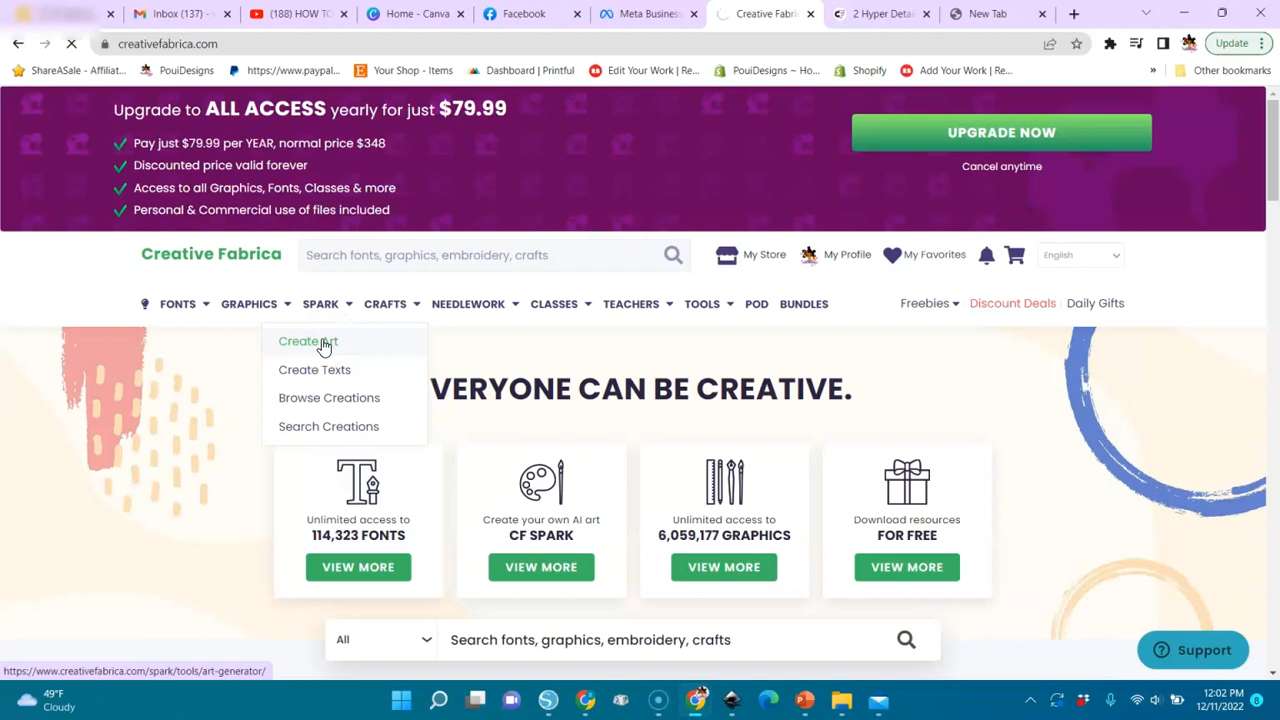 Inbox (137) -
(188) HOW T
Home - Canva
Facebook
Meta Business
Creative Fabri
2 Hyper Detai
New Tab
creativefabrica.com
Update
ShareASale - Affiliat...
PouiDesigns
https://www.paypal...
Your Shop - Items
Dashboard | Printful
Edit Your Work | Re...
PouiDesigns ~ Ho...
Shopify
Add Your Work | Re...
»
Other bookmarks
Upgrade to ALL ACCESS yearly for just $79.99
Pay just $79.99 per YEAR, normal price $348
Discounted price valid forever
Access to all Graphics, Fonts, Classes & more
Personal & Commercial use of files included
UPGRADE NOW
Cancel anytime
Creative Fabrica
Search fonts, graphics, embroidery, crafts
My Store
My Profile
My Favorites
English
FONTS
GRAPHICS
SPARK
CRAFTS
NEEDLEWORK
CLASSES
TEACHERS
TOOLS
POD
BUNDLES
Freebies
Discount Deals
Daily Gifts
Create Art
Create Texts
Browse Creations
Search Creations
VERYONE CAN BE CREATIVE.
Unlimited access to
114,323 FONTS
VIEW MORE
Create your own AI art
CF SPARK
VIEW MORE
Unlimited access to
6,059,177 GRAPHICS
VIEW MORE
Download resources
FOR FREE
VIEW MORE
All
Search fonts, graphics, embroidery, crafts
Support
https://www.creativefabrica.com/spark/tools/art-generator/
49°F
Cloudy
12:02 PM
12/11/2022
8